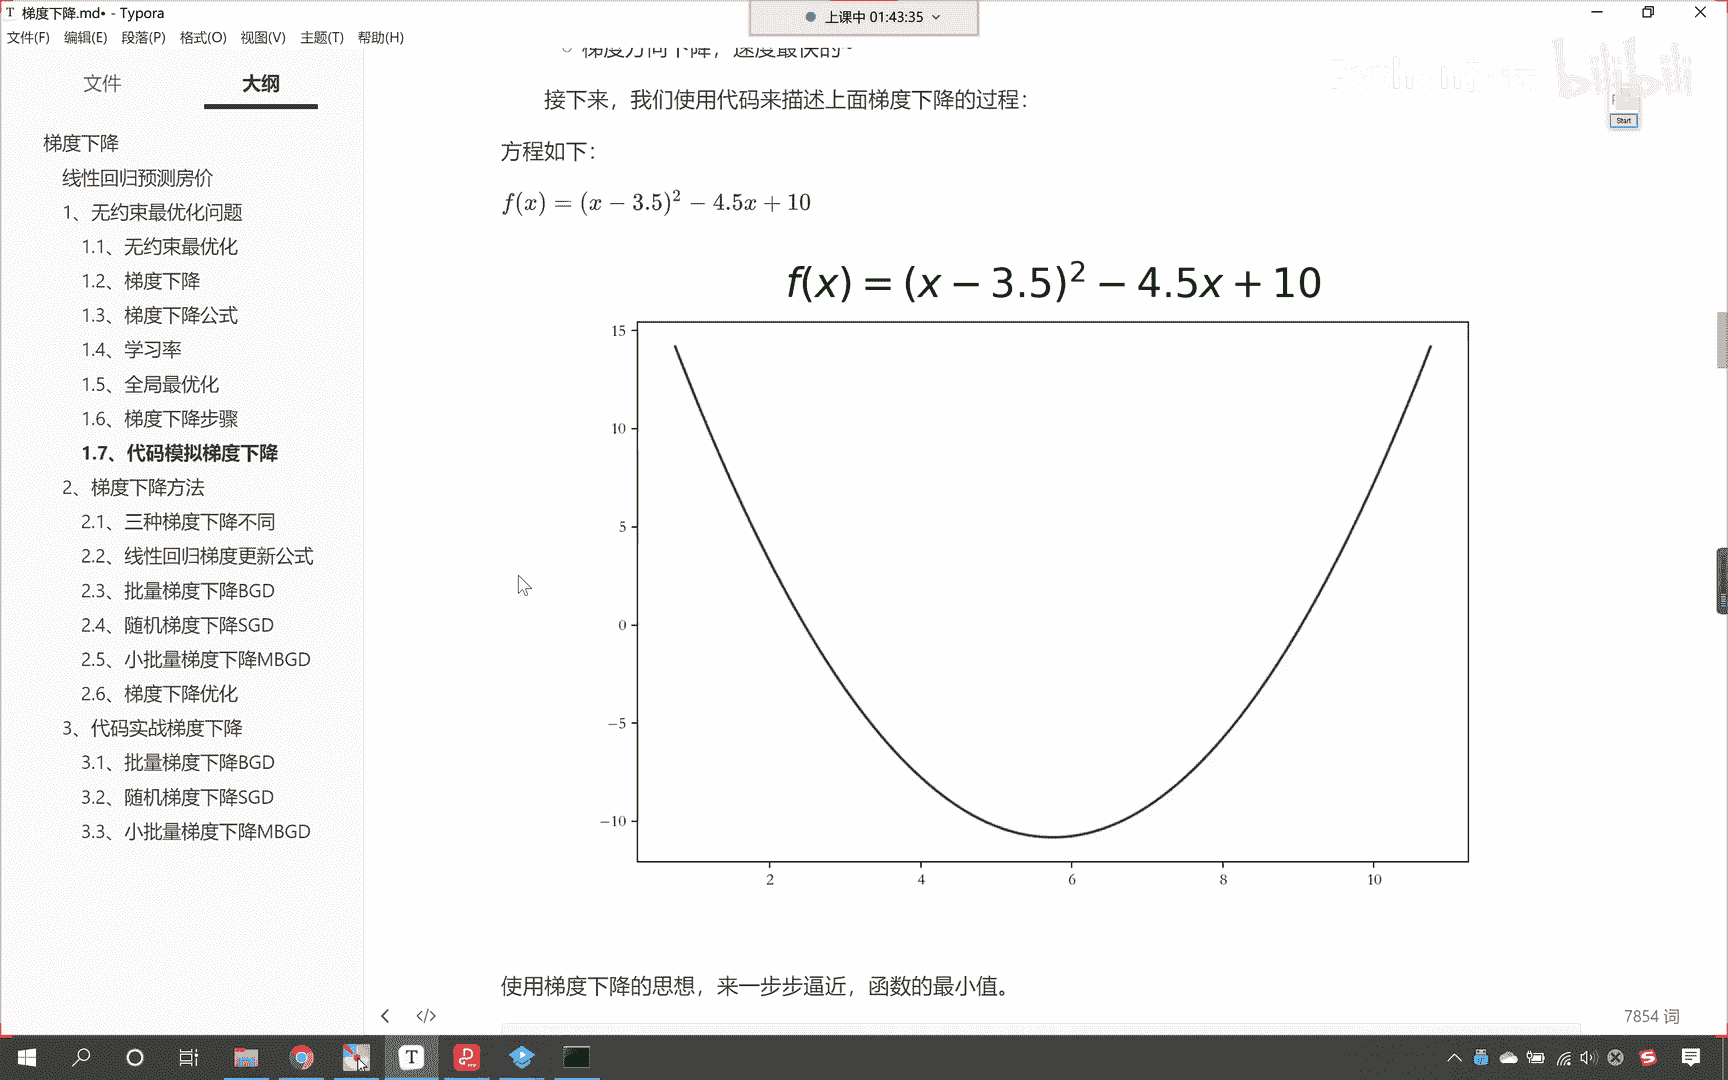 梯度下降.md• - Typora
上课中 01:43:35
文件(F) 编辑(E) 段落(P) 格式(O) 视图(V) 主题(T) 帮助(H)
文件 大纲
梯度下降
线性回归预测房价
1、无约束最优化问题
1.1、无约束最优化
1.2、梯度下降
1.3、梯度下降公式
1.4、学习率
1.5、全局最优化
1.6、梯度下降步骤
1.7、代码模拟梯度下降
2、梯度下降方法
2.1、三种梯度下降不同
2.2、线性回归梯度更新公式
2.3、批量梯度下降BGD
2.4、随机梯度下降SGD
2.5、小批量梯度下降MBGD
2.6、梯度下降优化
3、代码实战梯度下降
3.1、批量梯度下降BGD
3.2、随机梯度下降SGD
3.3、小批量梯度下降MBGD
梯度方向下降，速度最快的~
接下来，我们使用代码来描述上面梯度下降的过程：
方程如下：
f(x) = (x − 3.5)² − 4.5x + 10
f(x) = (x − 3.5)² − 4.5x + 10
15
10
5
0
−5
−10
2 4 6 8 10
使用梯度下降的思想，来一步步逼近，函数的最小值。
7854 词
bilibili
Start